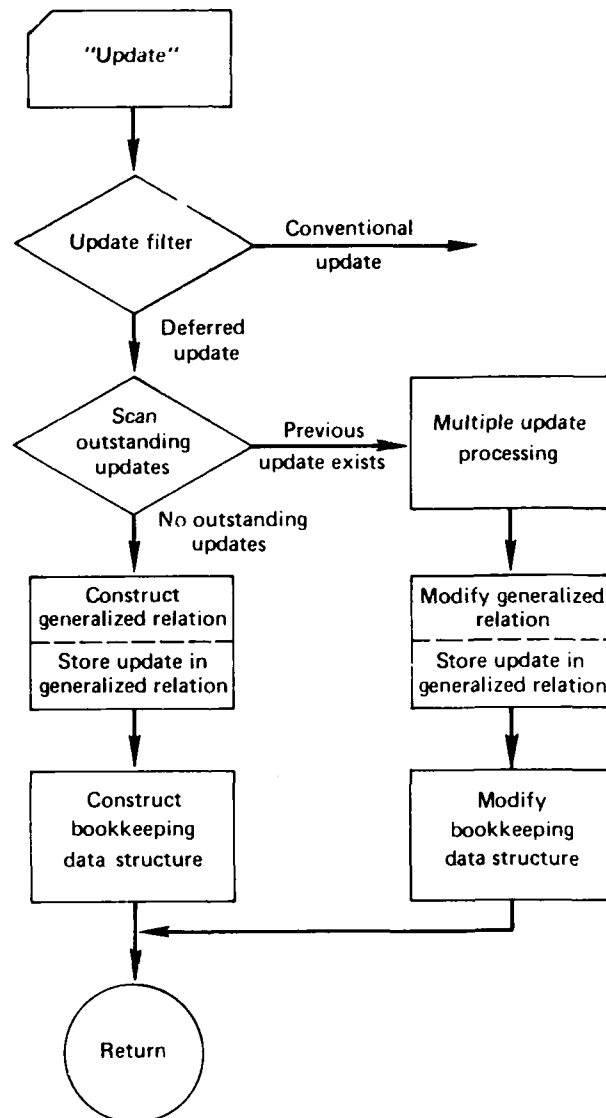 "Update"
Update filter
Conventional
update
Deferred
update
Scan
outstanding
updates
Previous
update exists
Multiple update
processing
No outstanding
updates
Construct
generalized relation
Store update in
generalized relation
Modify generalized
relation
Store update in
generalized relation
Construct
bookkeeping
data structure
Modify
bookkeeping
data structure
Return